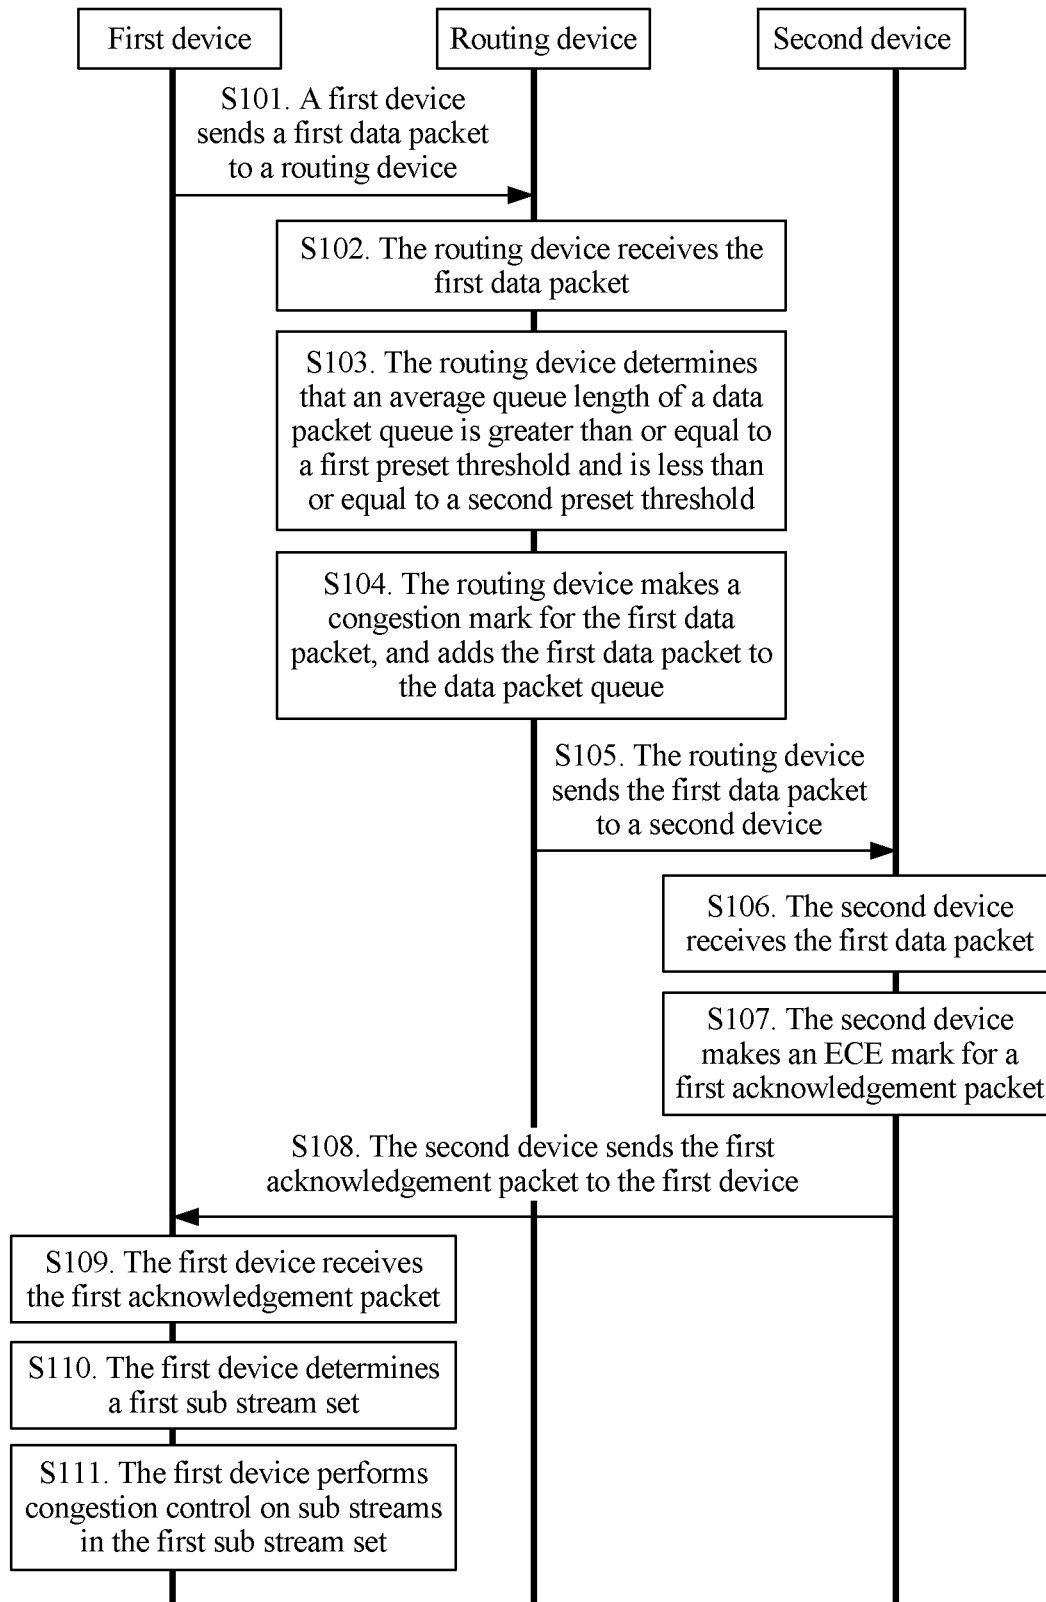 First device
Routing device
Second device
S101. A first device
sends a first data packet
to a routing device
S102. The routing device receives the
first data packet
S103. The routing device determines
that an average queue length of a data
packet queue is greater than or equal to
a first preset threshold and is less than
or equal to a second preset threshold
S104. The routing device makes a
congestion mark for the first data
packet, and adds the first data packet to
the data packet queue
S105. The routing device
sends the first data packet
to a second device
S106. The second device
receives the first data packet
S107. The second device
makes an ECE mark for a
first acknowledgement packet
S108. The second device sends the first
acknowledgement packet to the first device
S109. The first device receives
the first acknowledgement packet
S110. The first device determines
a first sub stream set
S111. The first device performs
congestion control on sub streams
in the first sub stream set